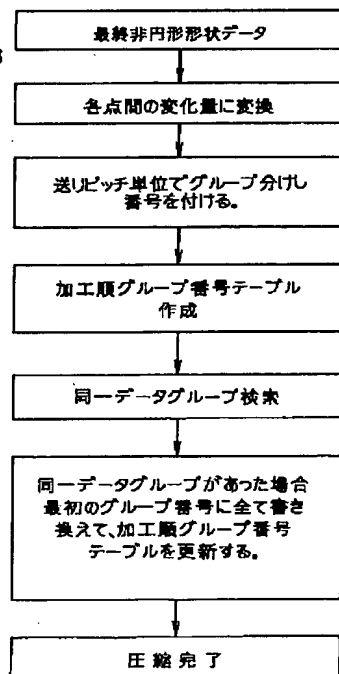 最終非円形形状データ
各点間の変化量に変換
送りピッチ単位でグループ分けし
番号を付ける。
加工順グループ番号テーブル
作成
同一データグループ検索
同一データグループがあった場合
最初のグループ番号に全て書き
換えて、加工順グループ番号
テーブルを更新する。
圧縮完了